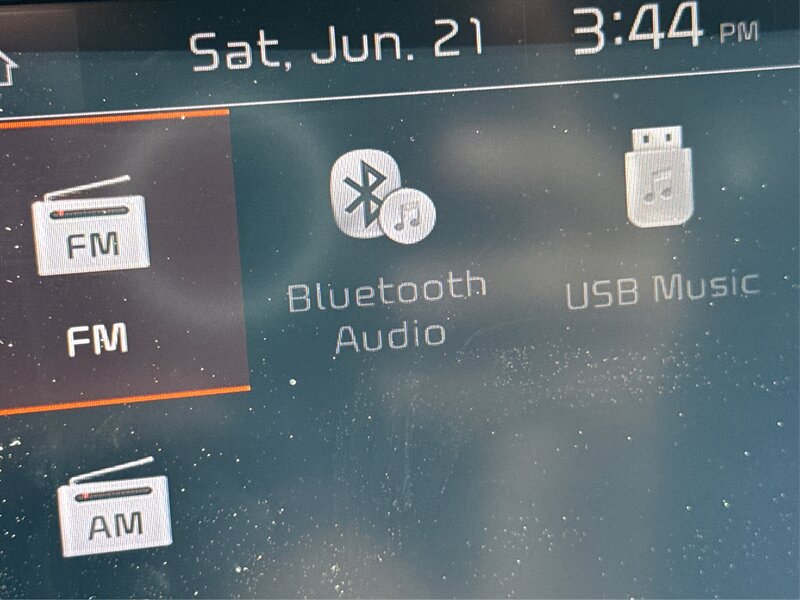 Sat, Jun. 21 3:44 PM
FM
Bluetooth
Audio
USB Music
FM
AM